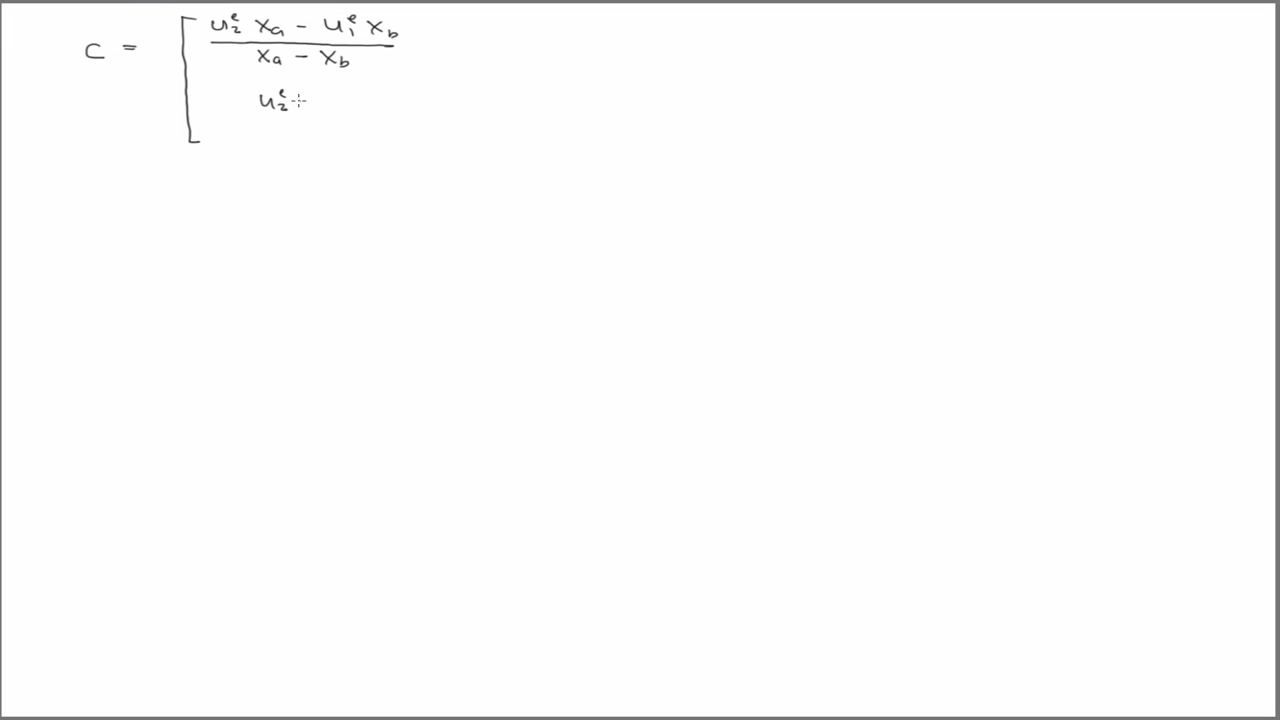 C = [ u₂ᵉ xₐ − u₁ᵉ x_b
xₐ − x_b
u₂ᵉ